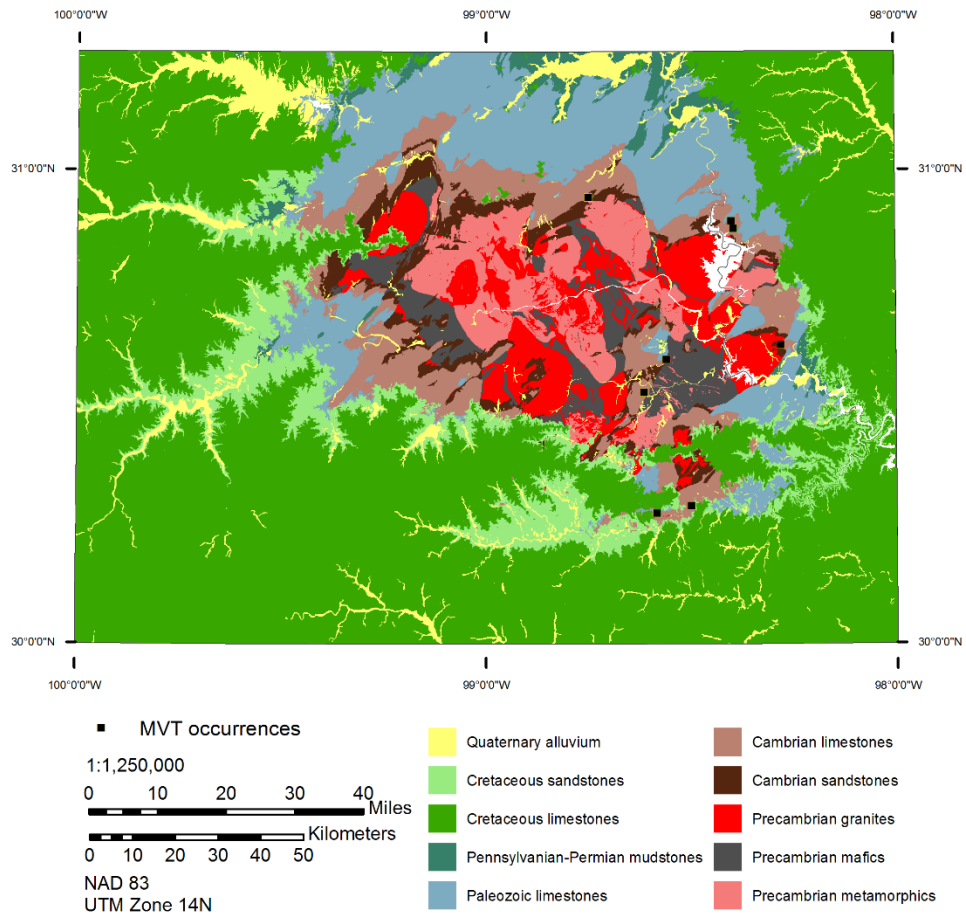 100°0'0"W 99°0'0"W 98°0'0"W
31°0'0"N 31°0'0"N
30°0'0"N 30°0'0"N
100°0'0"W 99°0'0"W 98°0'0"W
MVT occurrences
1:1,250,000
0 10 20 30 40
Miles
Kilometers
0 10 20 30 40 50
NAD 83
UTM Zone 14N
Quaternary alluvium
Cretaceous sandstones
Cretaceous limestones
Pennsylvanian-Permian mudstones
Paleozoic limestones
Cambrian limestones
Cambrian sandstones
Precambrian granites
Precambrian mafics
Precambrian metamorphics